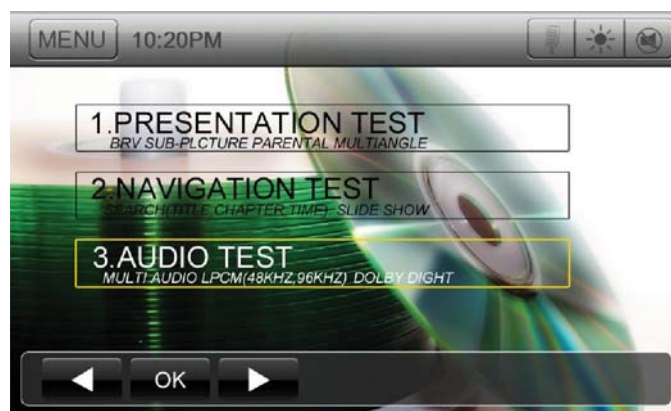 MENU 10:20PM
1.PRESENTATION TEST
BRV SUB-PLCTURE PARENTAL MULTIANGLE
2.NAVIGATION TEST
SEARCH(TITLE CHAPTER TIME) SLIDE SHOW
3.AUDIO TEST
MULTI AUDIO LPCM(48KHZ,96KHZ) DOLBY DIGHT
OK